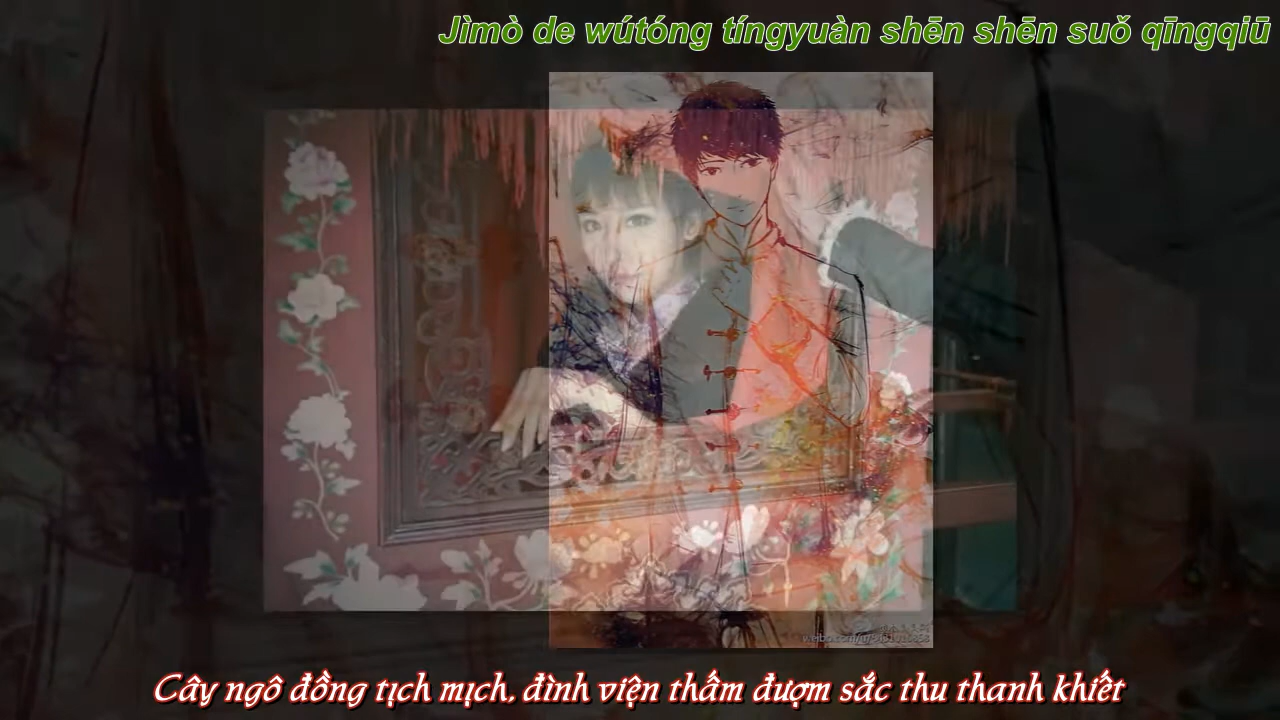 Jìmò de wútóng tíngyuàn shēn shēn suǒ qīngqiū
Cây ngô đồng tịch mịch, đình viện thấm đượm sắc thu thanh khiết